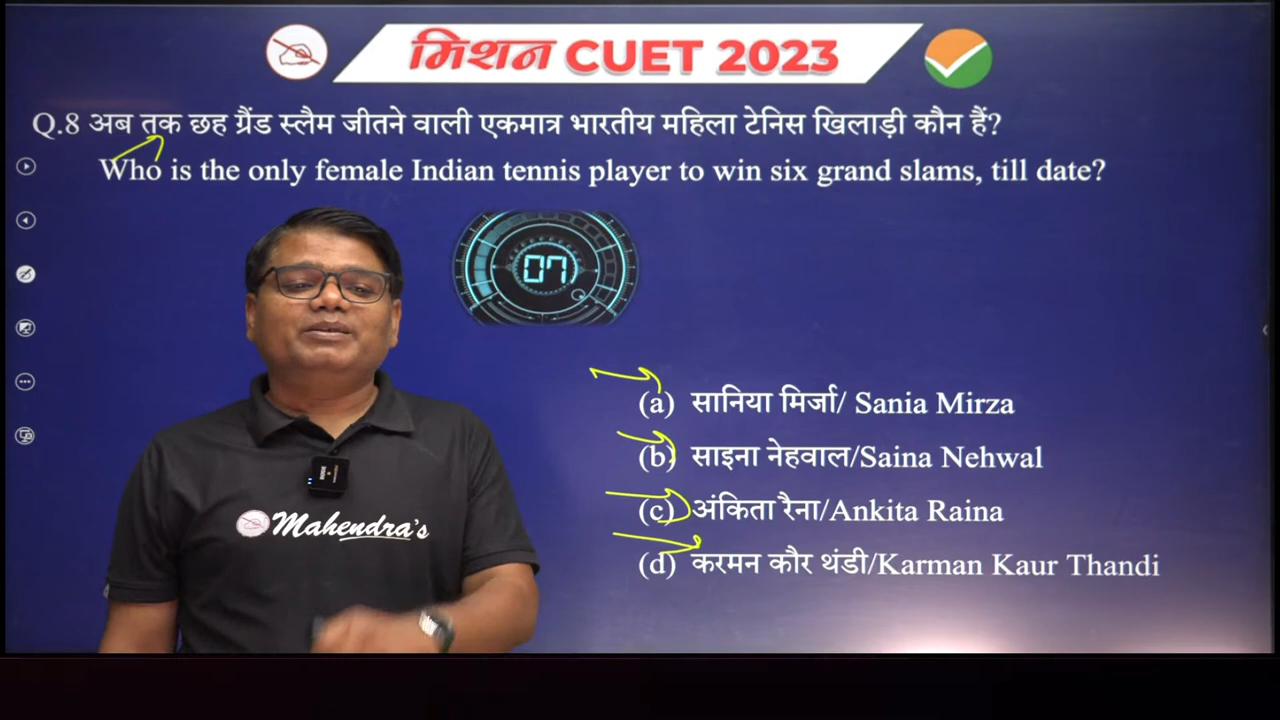 मिशन CUET 2023
Q.8 अब तक छह ग्रैंड स्लैम जीतने वाली एकमात्र भारतीय महिला टेनिस खिलाड़ी कौन हैं?
Who is the only female Indian tennis player to win six grand slams, till date?
07
(a) सानिया मिर्जा/ Sania Mirza
(b) साइना नेहवाल/Saina Nehwal
(c) अंकिता रैना/Ankita Raina
(d) करमन कौर थंडी/Karman Kaur Thandi
Mahendra's